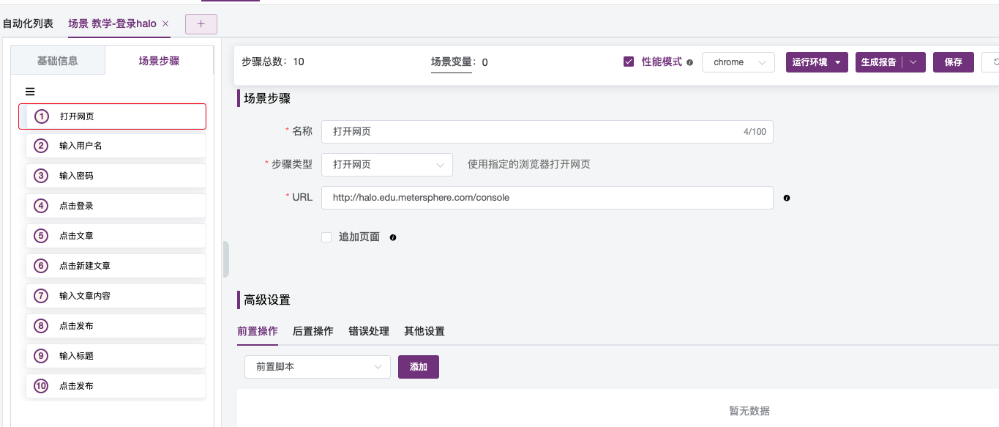 自动化列表 场景 教学-登录halo × +
基础信息 场景步骤
1 打开网页
2 输入用户名
3 输入密码
4 点击登录
5 点击文章
6 点击新建文章
7 输入文章内容
8 点击发布
9 输入标题
10 点击发布
步骤总数：10 场景变量：0 性能模式 chrome 运行环境 生成报告 保存
场景步骤
* 名称 打开网页 4/100
* 步骤类型 打开网页 使用指定的浏览器打开网页
* URL http://halo.edu.metersphere.com/console
追加页面
高级设置
前置操作 后置操作 错误处理 其他设置
前置脚本 添加
暂无数据